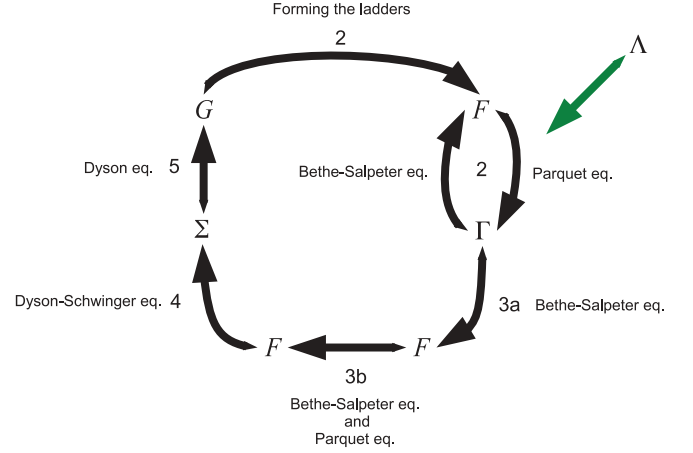 Forming the ladders
2
Λ
G
F
Dyson eq. 5
Bethe-Salpeter eq.
2
Parquet eq.
Σ
Γ
Dyson-Schwinger eq. 4
3a Bethe-Salpeter eq.
F
F
3b
Bethe-Salpeter eq.
and
Parquet eq.